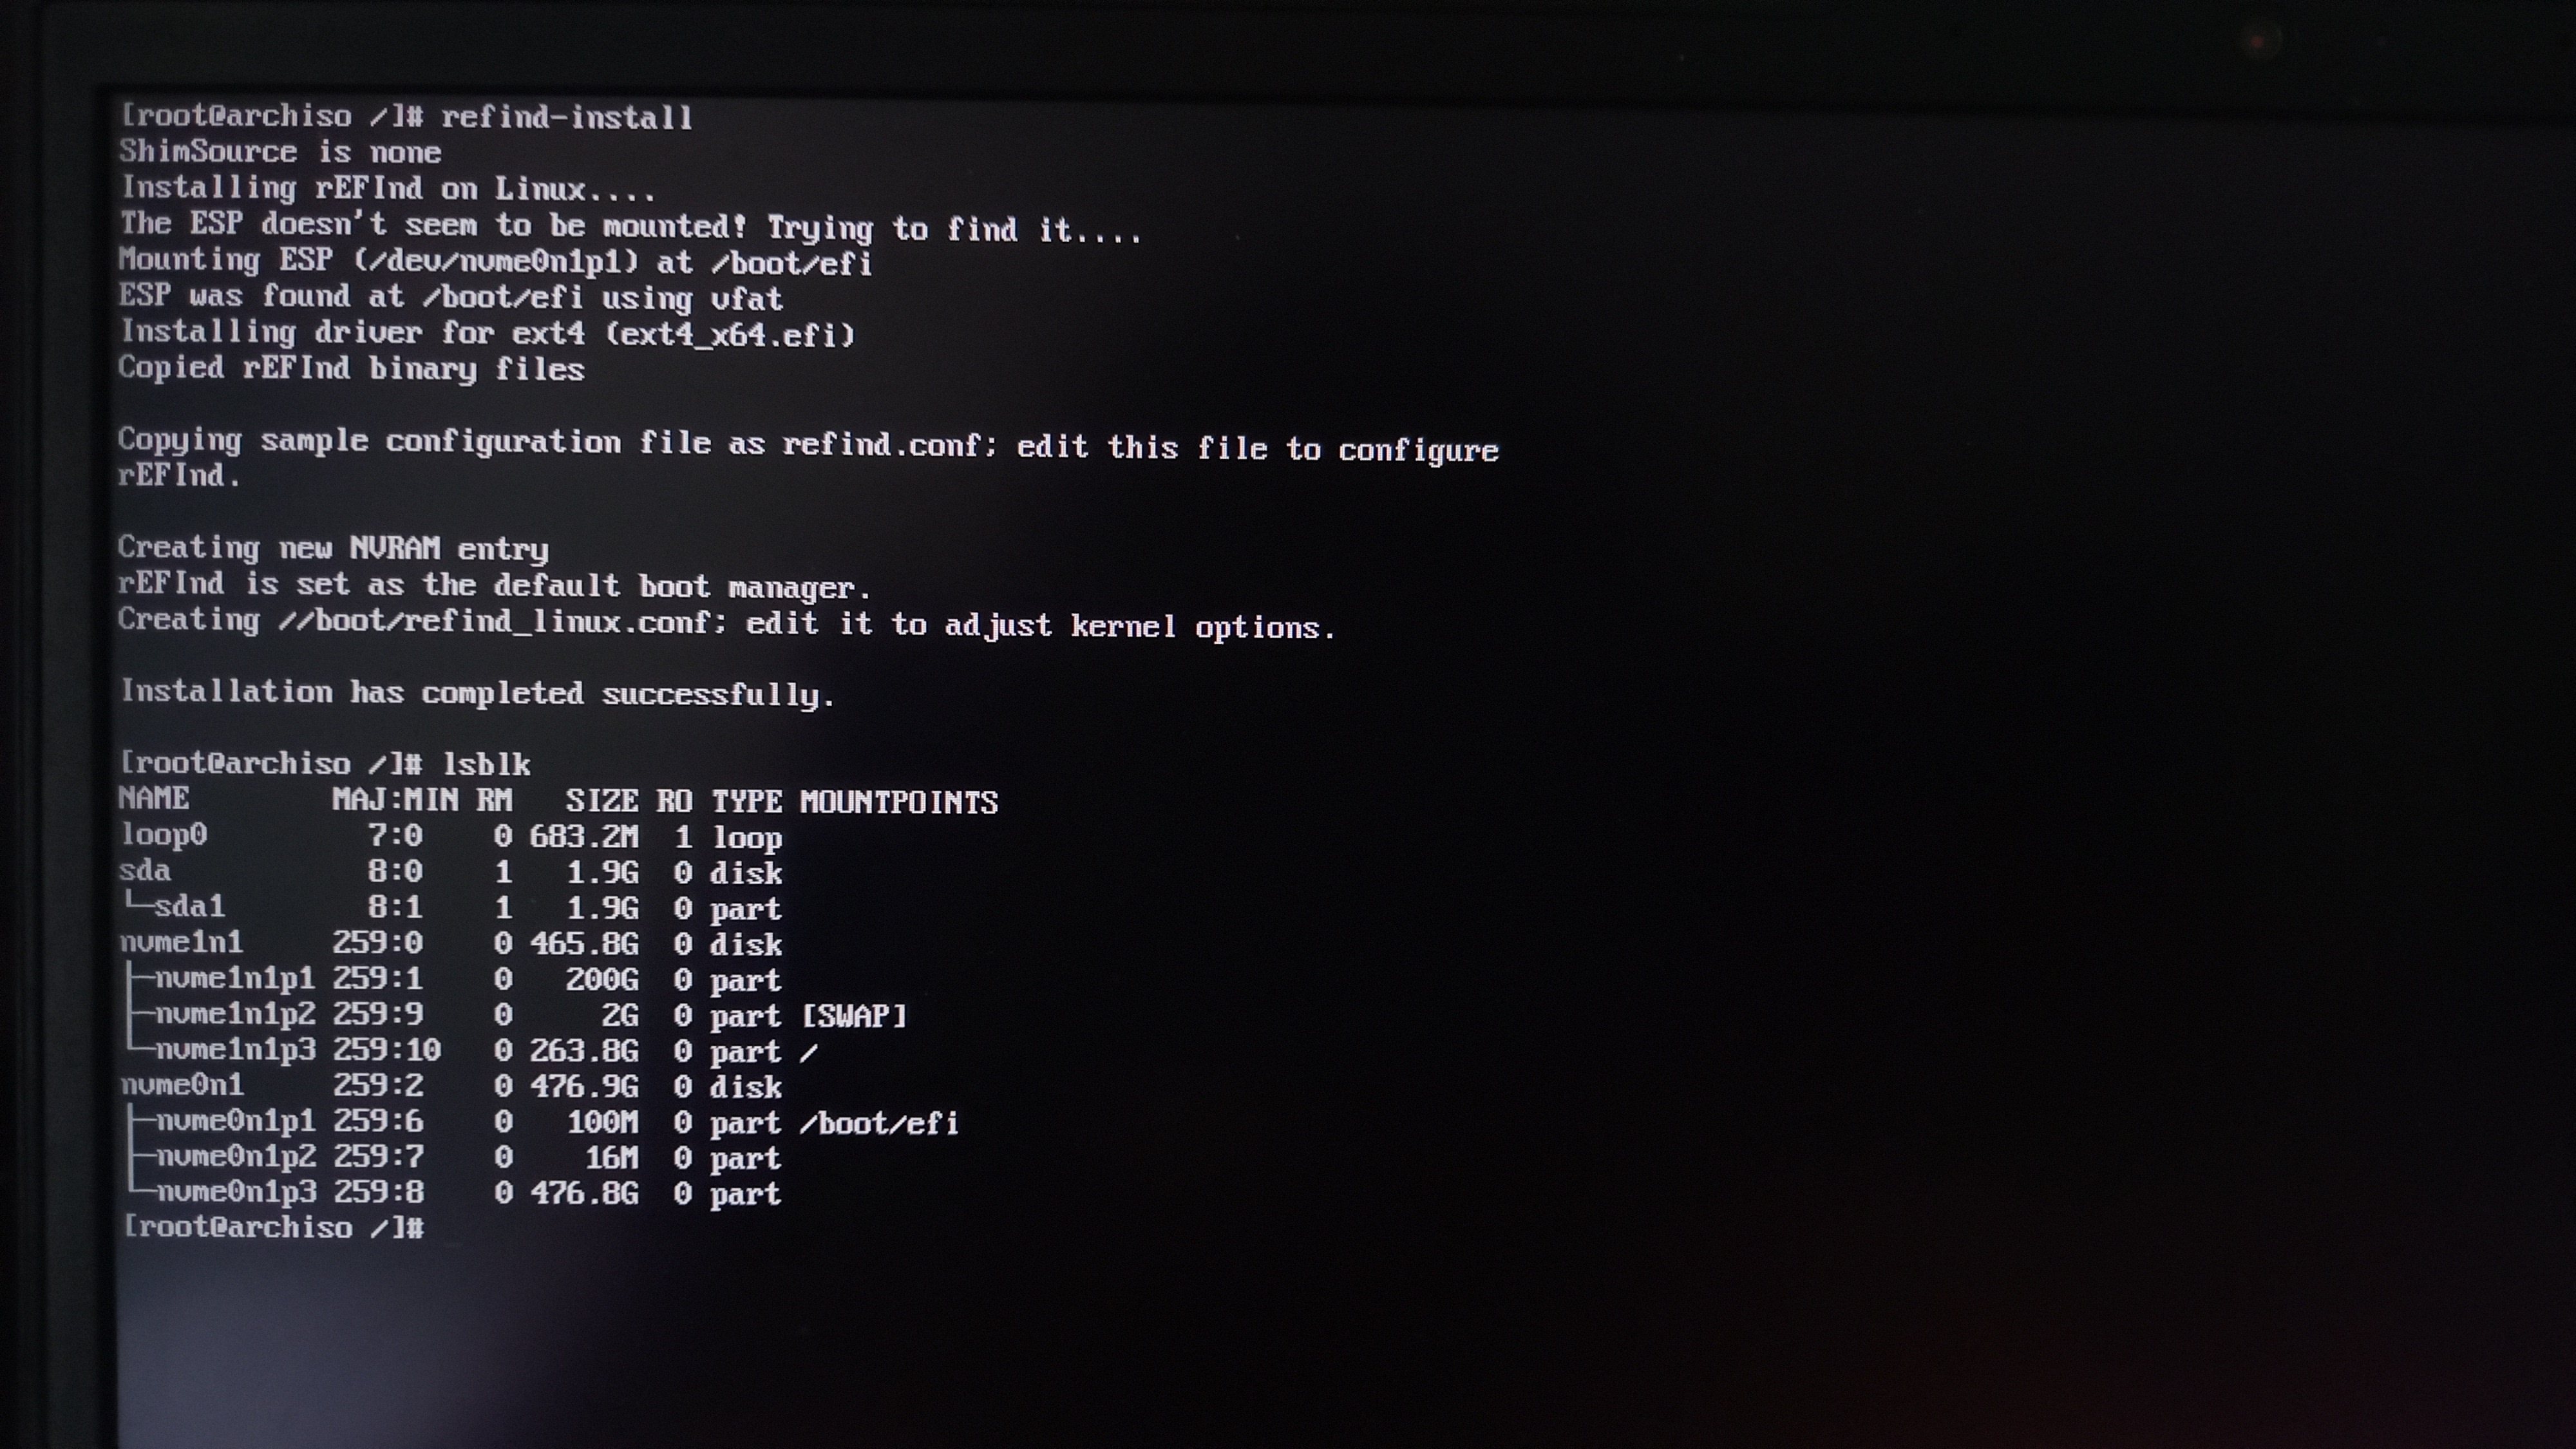 [root@archiso /]# refind-install
ShimSource is none
Installing rEFInd on Linux....
The ESP doesn't seem to be mounted! Trying to find it....
Mounting ESP (/dev/nvme0n1p1) at /boot/efi
ESP was found at /boot/efi using vfat
Installing driver for ext4 (ext4_x64.efi)
Copied rEFInd binary files
Copying sample configuration file as refind.conf; edit this file to configure
rEFInd.
Creating new NVRAM entry
rEFInd is set as the default boot manager.
Creating //boot/refind_linux.conf; edit it to adjust kernel options.
Installation has completed successfully.
[root@archiso /]# lsblk
NAME        MAJ:MIN RM   SIZE RO TYPE MOUNTPOINTS
loop0         7:0    0 683.2M  1 loop
sda           8:0    1   1.9G  0 disk
└─sda1        8:1    1   1.9G  0 part
nvme1n1     259:0    0 465.8G  0 disk
├─nvme1n1p1 259:1    0   200G  0 part
├─nvme1n1p2 259:9    0     2G  0 part [SWAP]
└─nvme1n1p3 259:10   0 263.8G  0 part /
nvme0n1     259:2    0 476.9G  0 disk
├─nvme0n1p1 259:6    0   100M  0 part /boot/efi
├─nvme0n1p2 259:7    0    16M  0 part
└─nvme0n1p3 259:8    0 476.8G  0 part
[root@archiso /]#